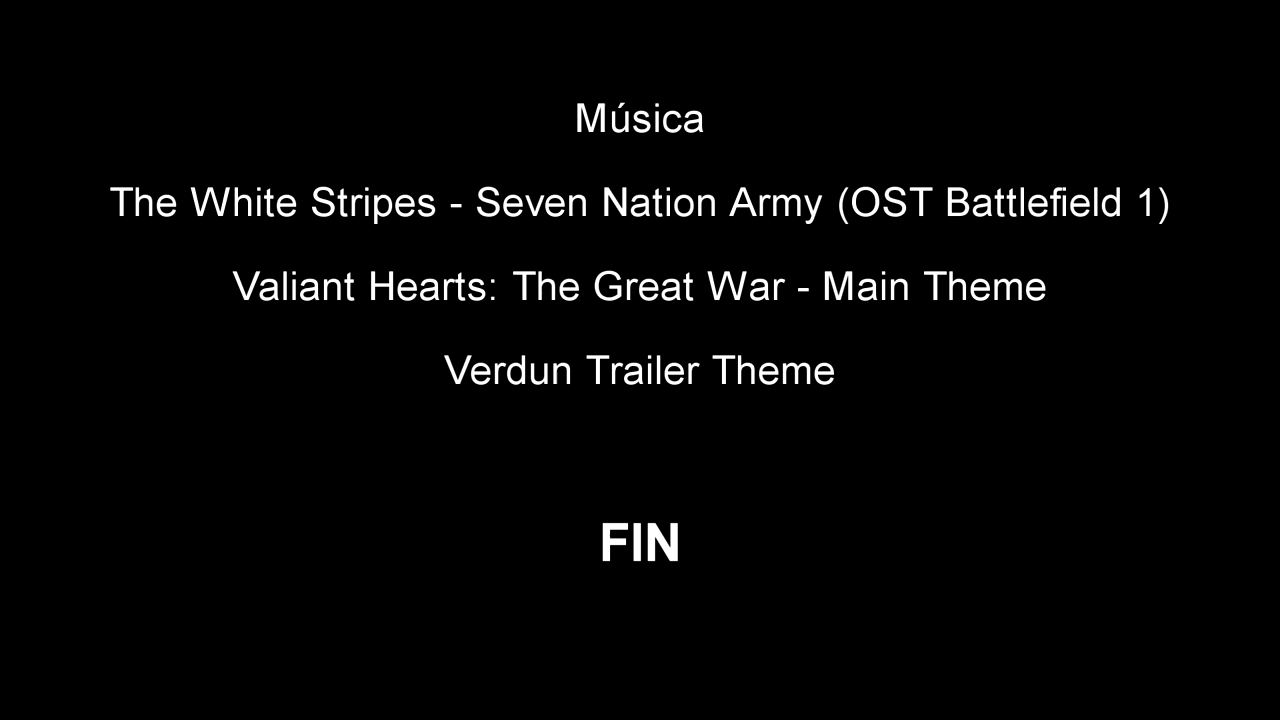 Música
The White Stripes - Seven Nation Army (OST Battlefield 1)
Valiant Hearts: The Great War - Main Theme
Verdun Trailer Theme
FIN